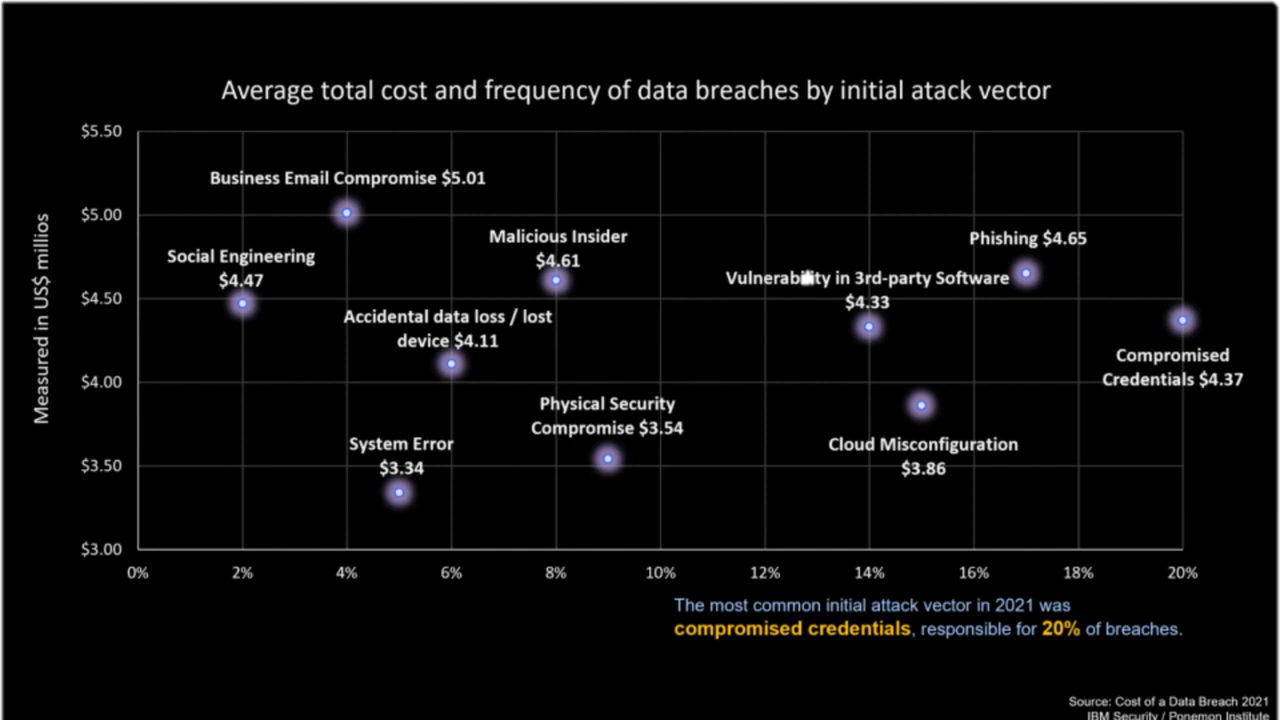 Average total cost and frequency of data breaches by initial atack vector
Measured in US$ millios
$5.50
$5.00
$4.50
$4.00
$3.50
$3.00
Business Email Compromise $5.01
Social Engineering
$4.47
Malicious Insider
$4.61
Accidental data loss / lost
device $4.11
System Error
$3.34
Physical Security
Compromise $3.54
Vulnerability in 3rd-party Software
$4.33
Phishing $4.65
Cloud Misconfiguration
$3.86
Compromised
Credentials $4.37
0% 2% 4% 6% 8% 10% 12% 14% 16% 18% 20%
The most common initial attack vector in 2021 was
compromised credentials, responsible for 20% of breaches.
Source: Cost of a Data Breach 2021
IBM Security / Ponemon Institute